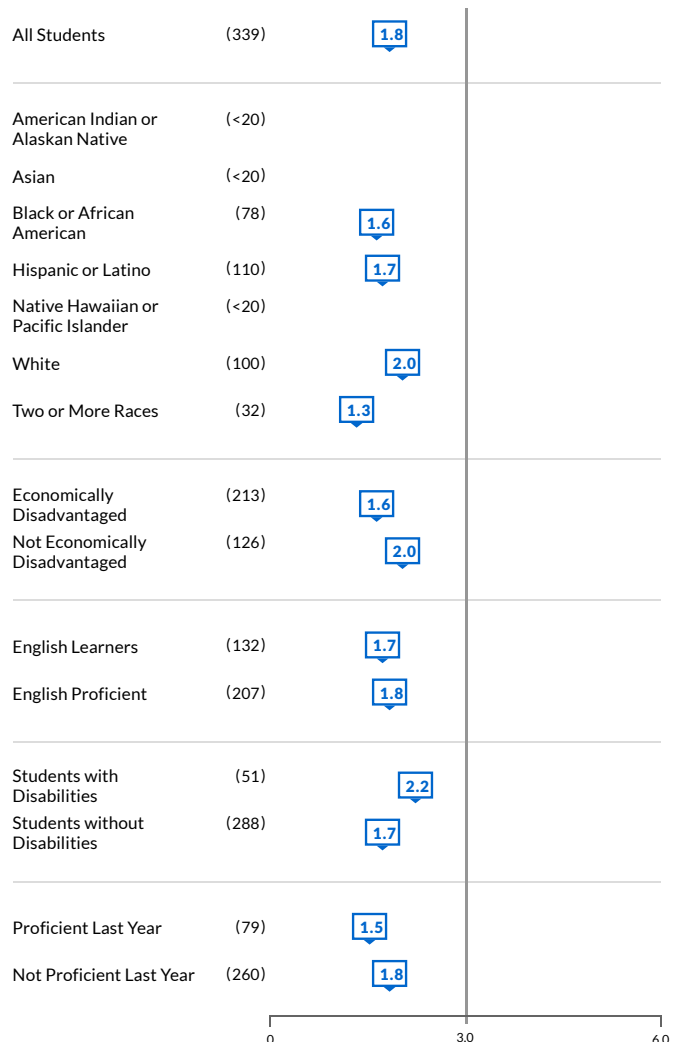 All Students (339) 1.8
American Indian or (<20)
Alaskan Native
Asian (<20)
Black or African (78) 1.6
American
Hispanic or Latino (110) 1.7
Native Hawaiian or (<20)
Pacific Islander
White (100) 2.0
Two or More Races (32) 1.3
Economically (213) 1.6
Disadvantaged
Not Economically (126) 2.0
Disadvantaged
English Learners (132) 1.7
English Proficient (207) 1.8
Students with (51) 2.2
Disabilities
Students without (288) 1.7
Disabilities
Proficient Last Year (79) 1.5
Not Proficient Last Year (260) 1.8
0 3.0 6.0